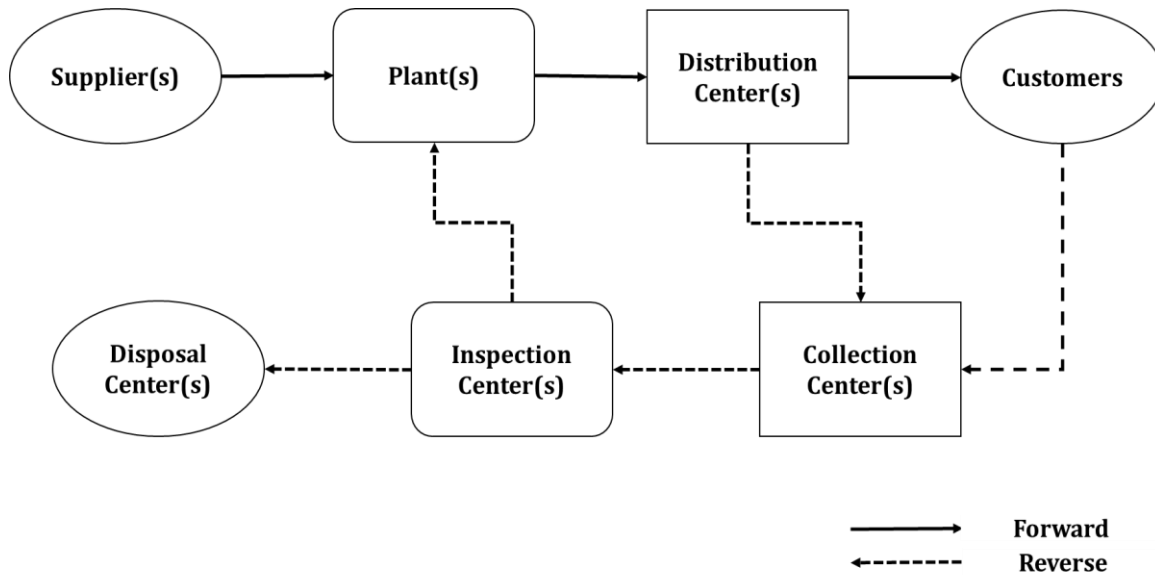 Supplier(s)
Plant(s)
Distribution
Center(s)
Customers
Disposal
Center(s)
Inspection
Center(s)
Collection
Center(s)
Forward
Reverse